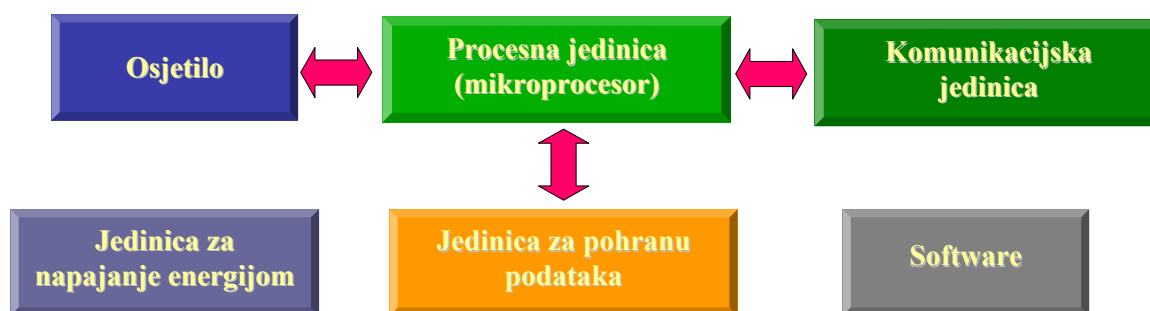 Osjetilo
Procesna jedinica
(mikroprocesor)
Komunikacijska
jedinica
Jedinica za
napajanje energijom
Jedinica za pohranu
podataka
Software